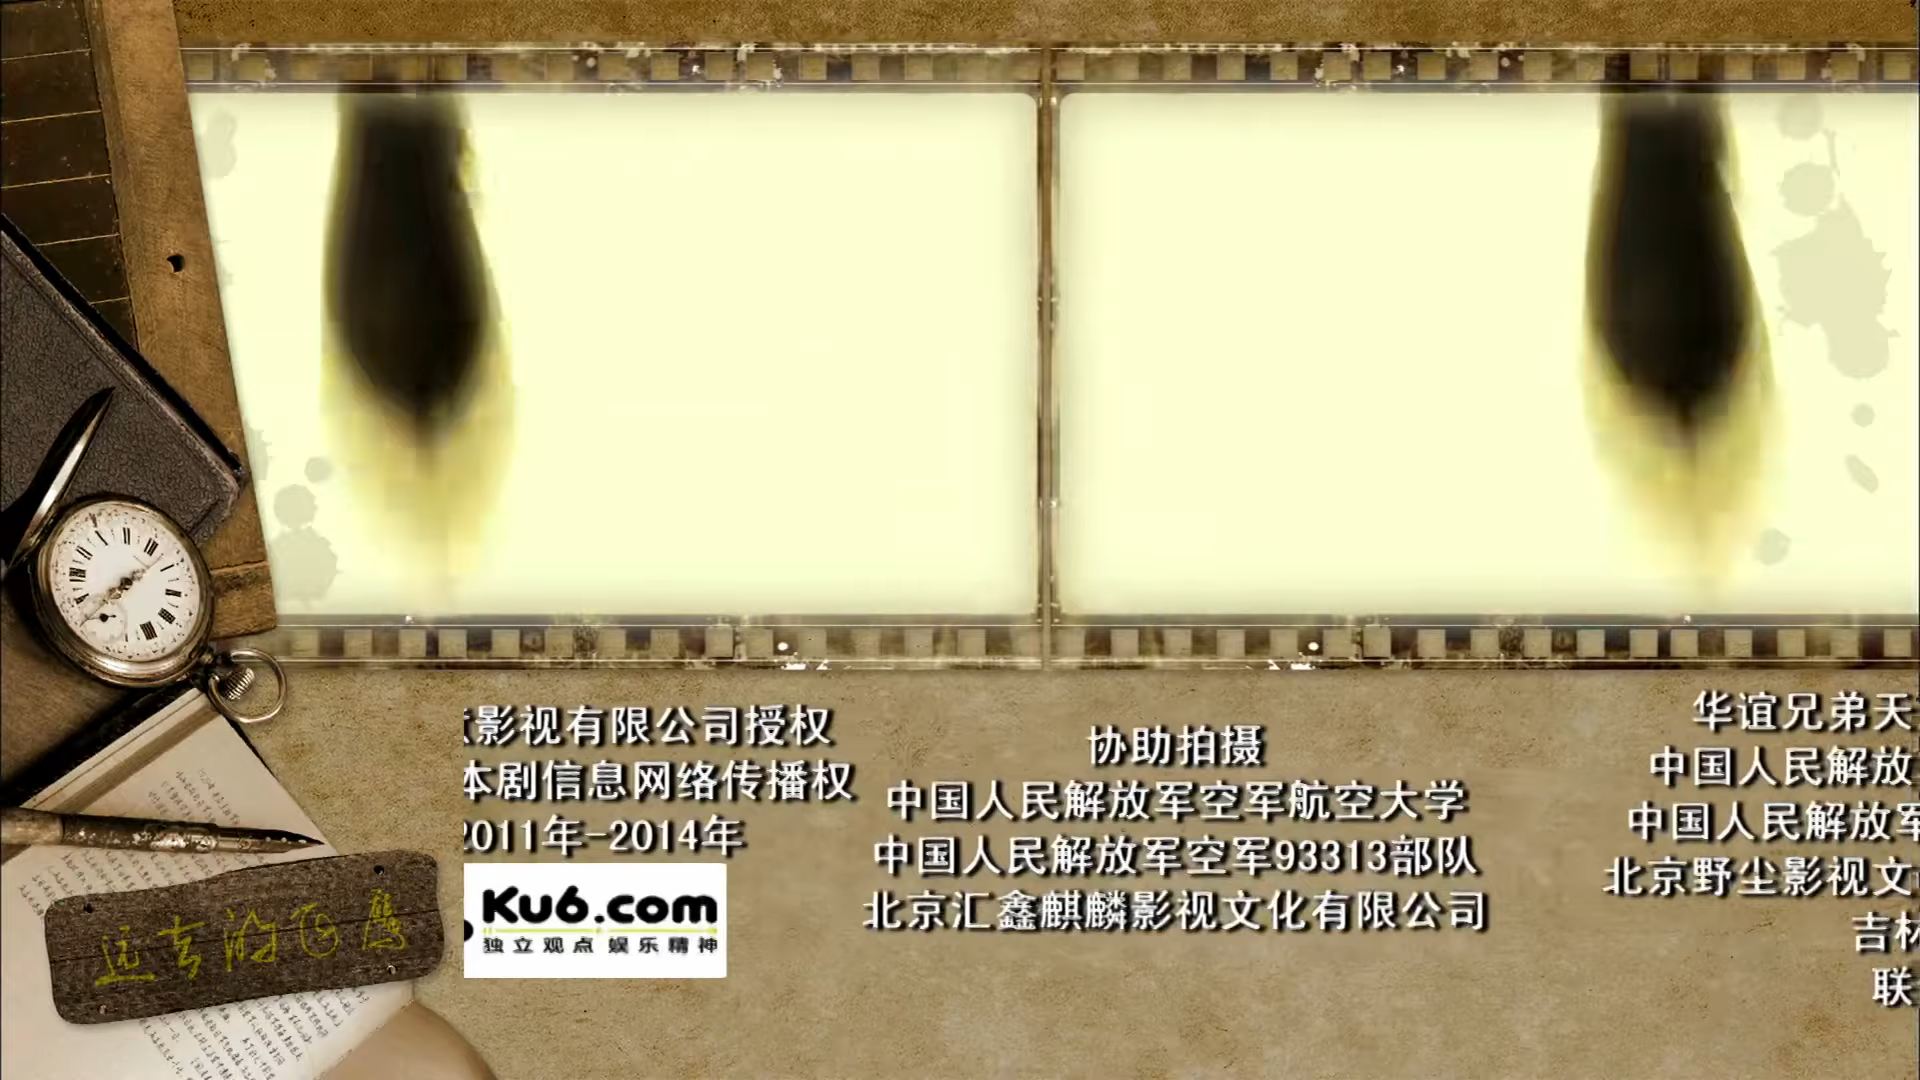 影视有限公司授权
本剧信息网络传播权
2011年-2014年
Ku6.com
独立观点 娱乐精神
协助拍摄
中国人民解放军空军航空大学
中国人民解放军空军93313部队
北京汇鑫麒麟影视文化有限公司
华谊兄弟天
中国人民解放
中国人民解放军
北京野尘影视文
吉林
联
远去的飞鹰